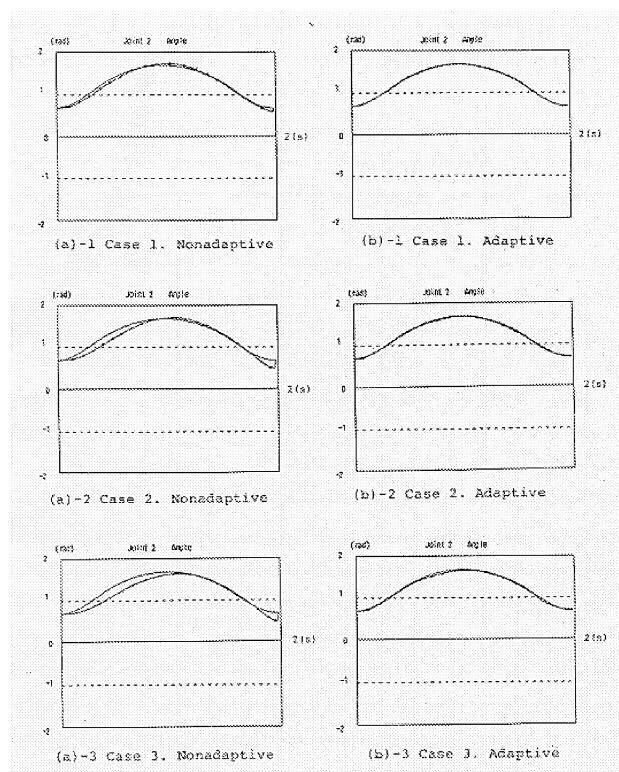 (rad) Joint 2 Angle
2
1
0
-1
-2
2(s)
(a)-1 Case 1. Nonadaptive
(rad) Joint 2 Angle
2
1
0
-1
-2
2(s)
(b)-1 Case 1. Adaptive
(rad) Joint 2 Angle
2
1
0
-1
-2
2(s)
(a)-2 Case 2. Nonadaptive
(rad) Joint 2 Angle
2
1
0
-1
-2
2(s)
(b)-2 Case 2. Adaptive
(rad) Joint 2 Angle
2
1
0
-1
-2
2(s)
(a)-3 Case 3. Nonadaptive
(rad) Joint 2 Angle
2
1
0
-1
-2
2(s)
(b)-3 Case 3. Adaptive